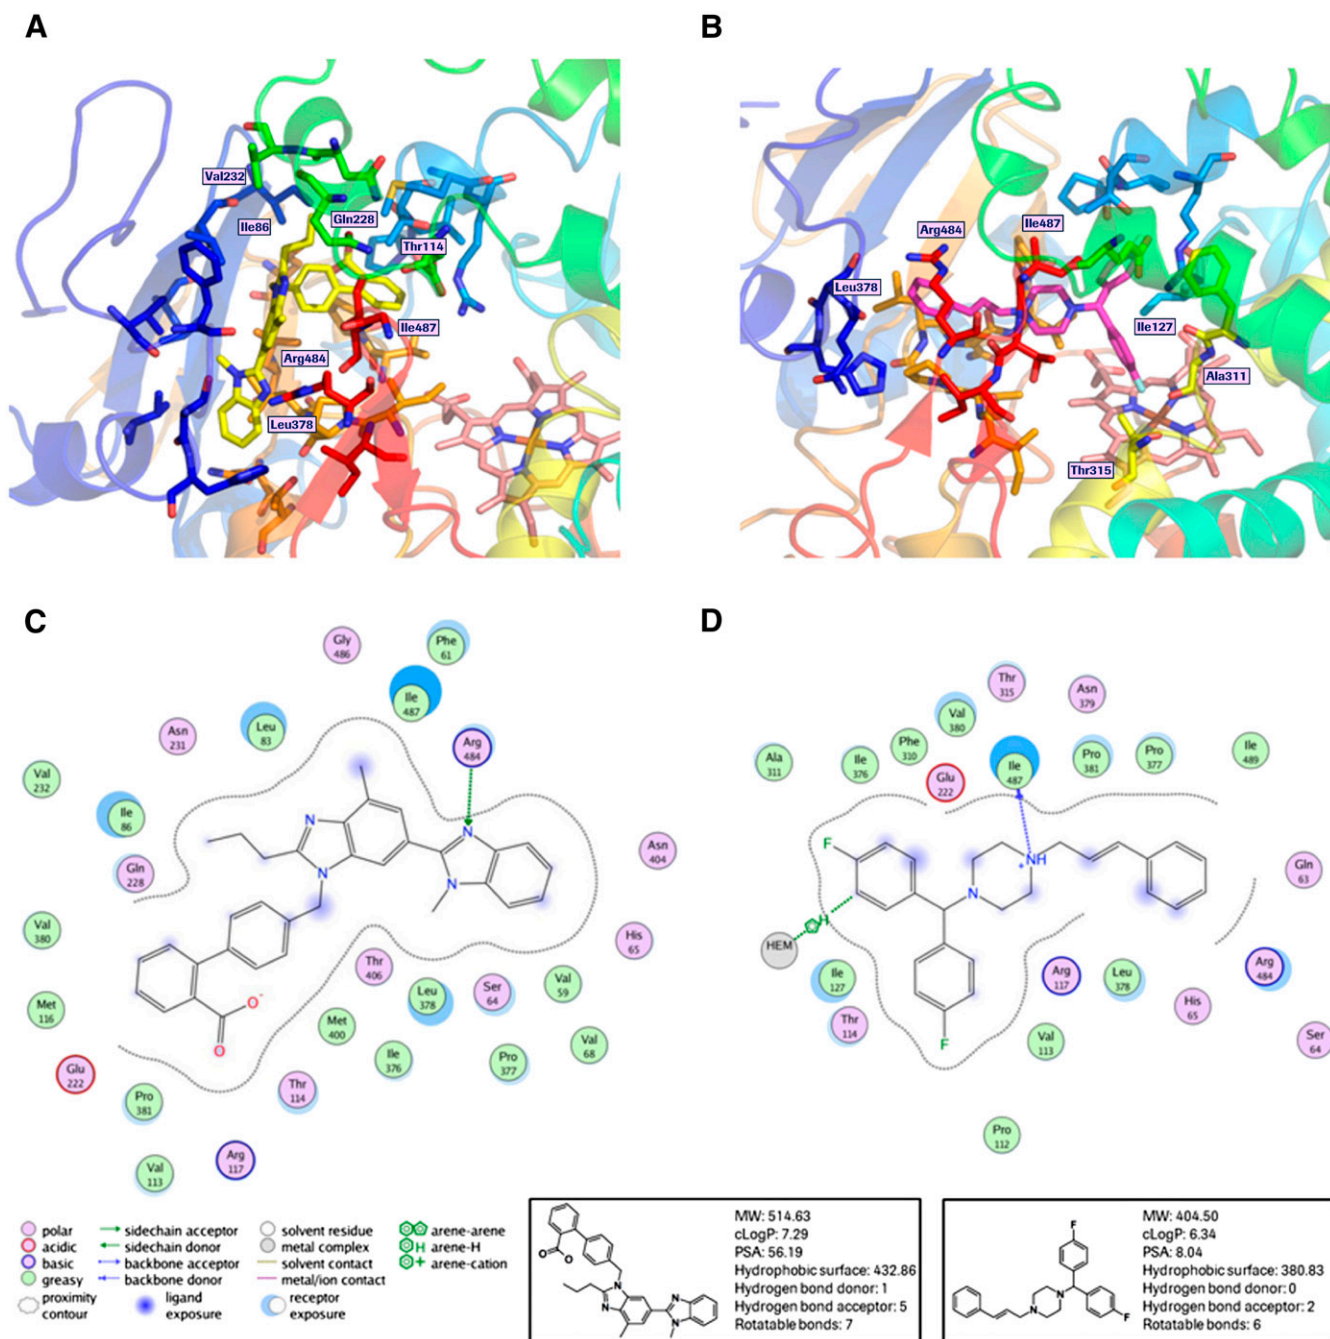 A
B
Val232
Ile86
Gln228
Thr114
Ile487
Arg484
Leu378
Arg484
Ile487
Leu378
Ile127
Ala311
Thr315
C
D
Gly
486
Phe
61
Ile
487
Asn
231
Leu
83
Arg
484
Val
232
Ile
86
Gln
228
Asn
404
Val
380
His
65
Met
116
Thr
406
Leu
378
Ser
64
Val
59
Met
400
Ile
376
Pro
377
Val
68
Glu
222
Pro
381
Thr
114
Arg
117
Val
113
N
N
N
N
O-
O
Thr
315
Asn
379
Val
380
Phe
310
Ala
311
Ile
376
Glu
222
Ile
487
Pro
381
Pro
377
Ile
489
F
NH
+
N
H
HEM
F
Gln
63
Ile
127
Thr
114
Arg
117
Leu
378
Arg
484
His
65
Val
113
Ser
64
Pro
112
polar
acidic
basic
greasy
proximity
contour
sidechain acceptor
sidechain donor
backbone acceptor
backbone donor
ligand
exposure
solvent residue
metal complex
solvent contact
metal/ion contact
receptor
exposure
arene-arene
H arene-H
+ arene-cation
O
O
N
N
N
N
MW: 514.63
cLogP: 7.29
PSA: 56.19
Hydrophobic surface: 432.86
Hydrogen bond donor: 1
Hydrogen bond acceptor: 5
Rotatable bonds: 7
F
N
N
F
MW: 404.50
cLogP: 6.34
PSA: 8.04
Hydrophobic surface: 380.83
Hydrogen bond donor: 0
Hydrogen bond acceptor: 2
Rotatable bonds: 6